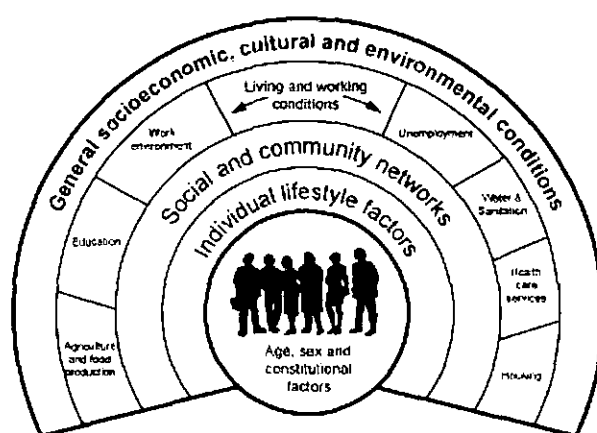 General socioeconomic, cultural and environmental conditions
Living and working
conditions
Work
environment
Unemployment
Social and community networks
Water &
Sanitation
Individual lifestyle factors
Education
Health
care
services
Agriculture
and food
production
Age, sex and
constitutional
factors
Housing